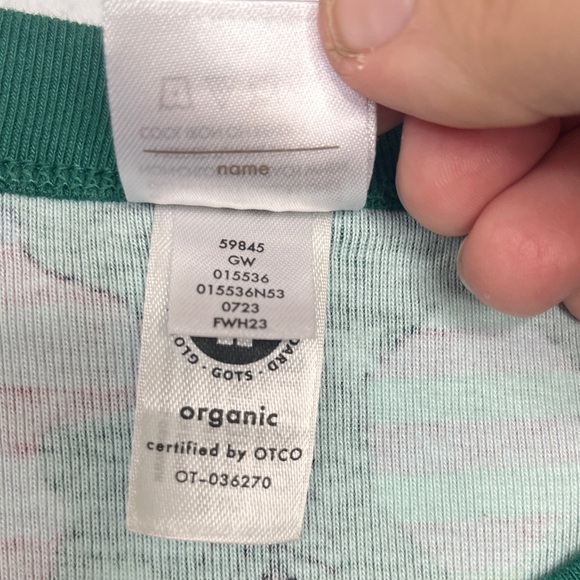 name
59845
GW
015536
015536N53
0723
FWH23
GOTS
organic
certified by OTCO
OT-036270